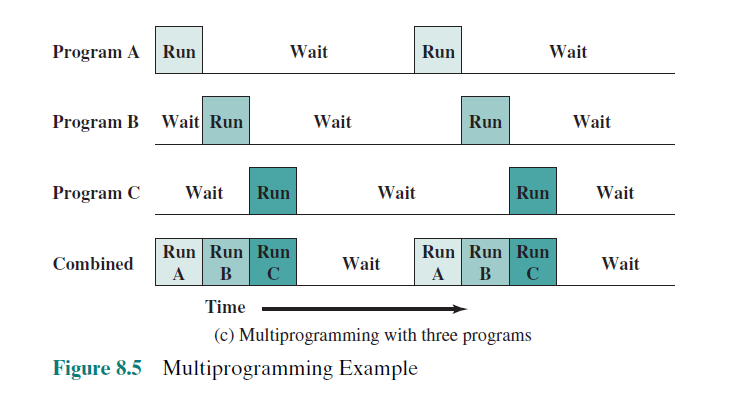 Program A Run Wait Run Wait
Program B Wait Run Wait Run Wait
Program C Wait Run Wait Run Wait
Combined Run A Run B Run C Wait Run A Run B Run C Wait
Time
(c) Multiprogramming with three programs
Figure 8.5 Multiprogramming Example